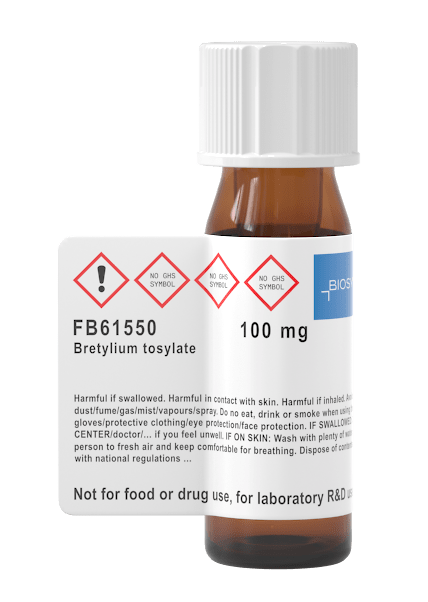 !
NO GHS
SYMBOL
NO GHS
SYMBOL
NO GHS
SYMBOL
FB61550
100 mg
Bretylium tosylate
Harmful if swallowed. Harmful in contact with skin. Harmful if inhaled.
dust/fume/gas/mist/vapours/spray. Do not eat, drink or smoke when using
gloves/protective clothing/eye protection/face protection. IF SWALLOWED
CENTER/doctor/... if you feel unwell. IF ON SKIN: Wash with plenty of
person to fresh air and keep comfortable for breathing. Dispose of
with national regulations ...
Not for food or drug use, for laboratory R&D